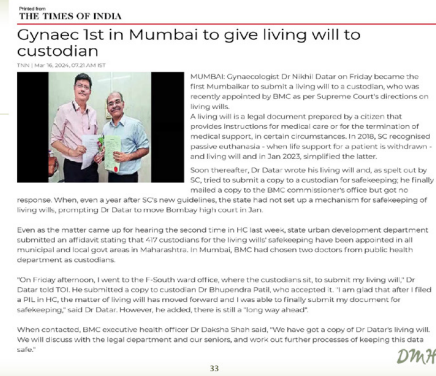 Printed from
THE TIMES OF INDIA
Gynaec 1st in Mumbai to give living will to
custodian
TNN | Mar 16, 2024, 07.21 AM IST
MUMBAI: Gynaecologist Dr Nikhil Datar on Friday became the
first Mumbaikar to submit a living will to a custodian, who was
recently appointed by BMC as per Supreme Court's directions on
living wills.
A living will is a legal document prepared by a citizen that
provides instructions for medical care or for the termination of
medical support, in certain circumstances. In 2018, SC recognised
passive euthanasia - when life support for a patient is withdrawn -
and living will and in Jan 2023, simplified the latter.
Soon thereafter, Dr Datar wrote his living will and, as spelt out by
SC, tried to submit a copy to a custodian for safekeeping; he finally
mailed a copy to the BMC commissioner's office but got no
response. When, even a year after SC's new guidelines, the state had not set up a mechanism for safekeeping of
living wills, prompting Dr Datar to move Bombay high court in Jan.
Even as the matter came up for hearing the second time in HC last week, state urban development department
submitted an affidavit stating that 417 custodians for the living wills' safekeeping have been appointed in all
municipal and local govt areas in Maharashtra. In Mumbai, BMC had chosen two doctors from public health
department as custodians.
"On Friday afternoon, I went to the F-South ward office, where the custodians sit, to submit my living will," Dr
Datar told TOI. He submitted a copy to custodian Dr Bhupendra Patil, who accepted it. "I am glad that after I filed
a PIL in HC, the matter of living will has moved forward and I was able to finally submit my document for
safekeeping," said Dr Datar. However, he added, there is still a "long way ahead".
When contacted, BMC executive health officer Dr Daksha Shah said, "We have got a copy of Dr Datar's living will.
We will discuss with the legal department and our seniors, and work out further processes of keeping this data
safe."
DMH
33